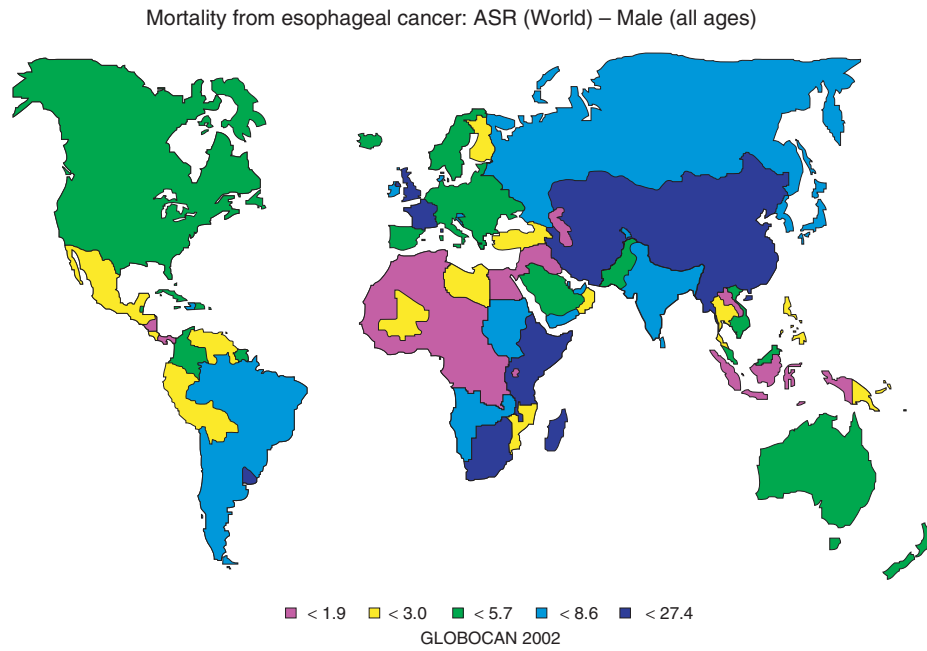 Mortality from esophageal cancer: ASR (World) – Male (all ages)
< 1.9 < 3.0 < 5.7 < 8.6 < 27.4
GLOBOCAN 2002